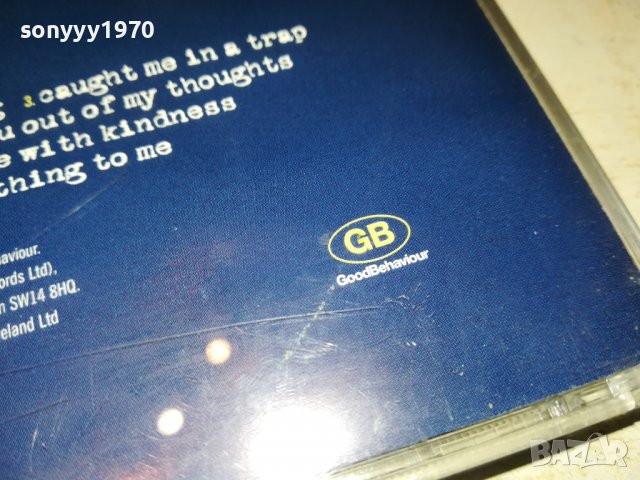 sonyyy1970
3. caught me in a trap
out of my thoughts
with kindness
thing to me
GB
GoodBehaviour
ords Ltd),
SW14 8HQ.
eland Ltd
BAZAR